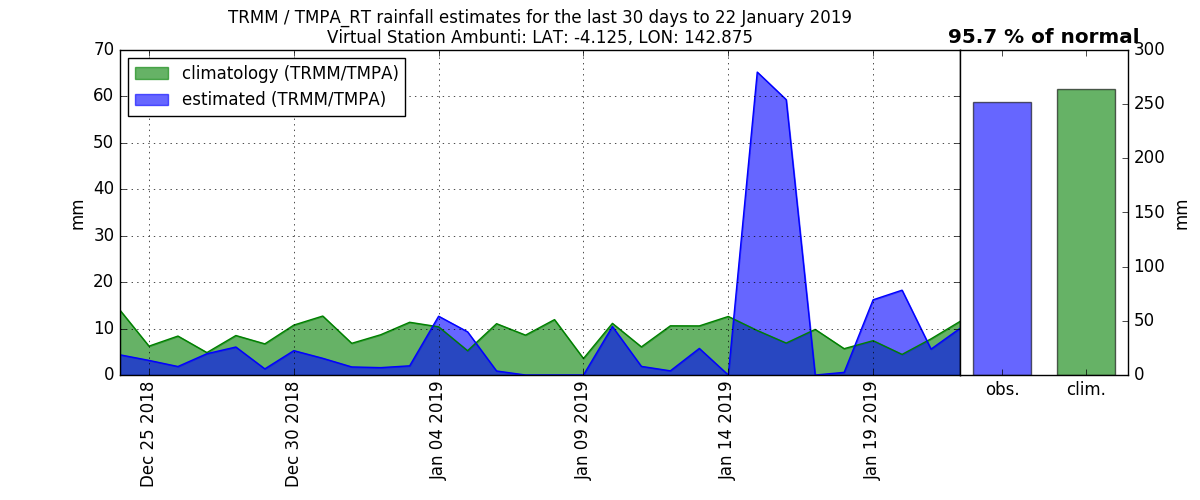 TRMM / TMPA_RT rainfall estimates for the last 30 days to 22 January 2019
Virtual Station Ambunti: LAT: -4.125, LON: 142.875
95.7 % of normal
climatology (TRMM/TMPA)
estimated (TRMM/TMPA)
70
60
50
40
30
20
10
0
mm
Dec 25 2018
Dec 30 2018
Jan 04 2019
Jan 09 2019
Jan 14 2019
Jan 19 2019
obs.
clim.
300
250
200
150
100
50
0
mm